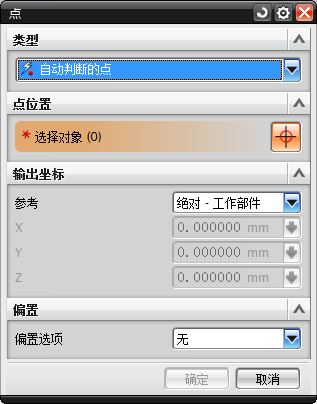 点
类型
自动判断的点
点位置
* 选择对象 (0)
输出坐标
参考 绝对 - 工作部件
X 0.000000 mm
Y 0.000000 mm
Z 0.000000 mm
偏置
偏置选项 无
确定 取消